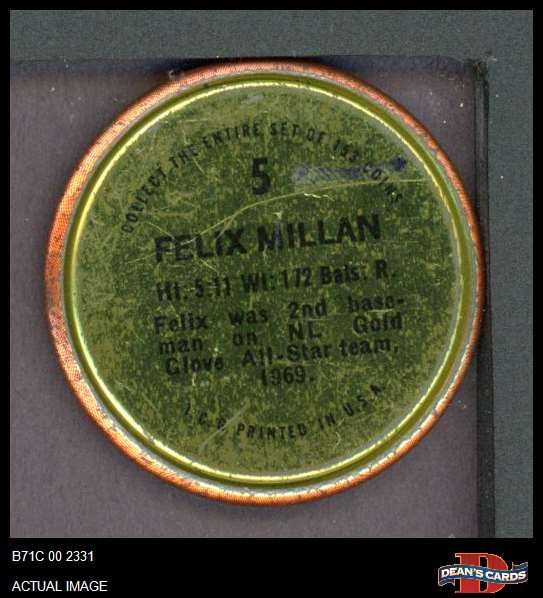 COLLECT THE ENTIRE SET OF 153 COINS
5
FELIX MILLAN
Ht: 5-11 Wt: 172 Bats: R.
Felix was 2nd base-
man on NL Gold
Glove All-Star team,
1969.
T.C.G. PRINTED IN U.S.A.
B71C 00 2331
ACTUAL IMAGE
D
DEAN'S CARDS